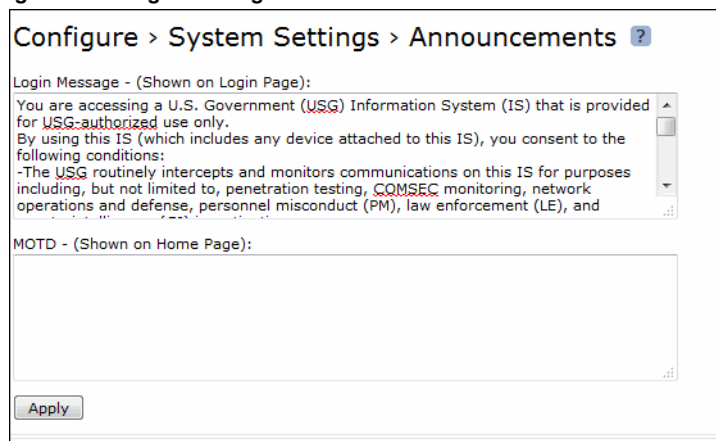 Configure › System Settings › Announcements ?
Login Message - (Shown on Login Page):
You are accessing a U.S. Government (USG) Information System (IS) that is provided
for USG-authorized use only.
By using this IS (which includes any device attached to this IS), you consent to the
following conditions:
-The USG routinely intercepts and monitors communications on this IS for purposes
including, but not limited to, penetration testing, COMSEC monitoring, network
operations and defense, personnel misconduct (PM), law enforcement (LE), and
MOTD - (Shown on Home Page):
Apply